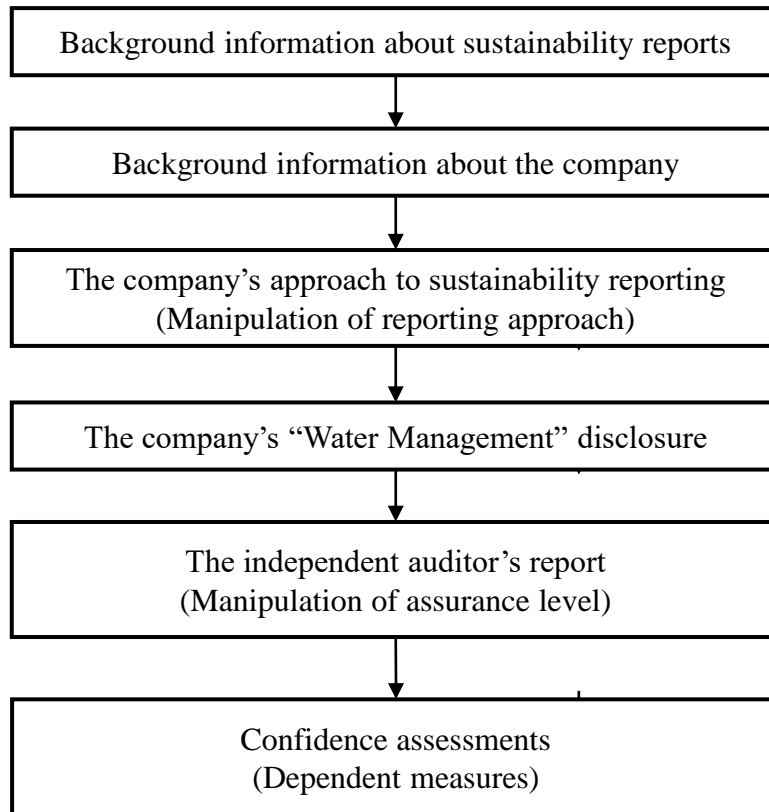 Background information about sustainability reports
Background information about the company
The company’s approach to sustainability reporting
(Manipulation of reporting approach)
The company’s “Water Management” disclosure
The independent auditor’s report
(Manipulation of assurance level)
Confidence assessments
(Dependent measures)